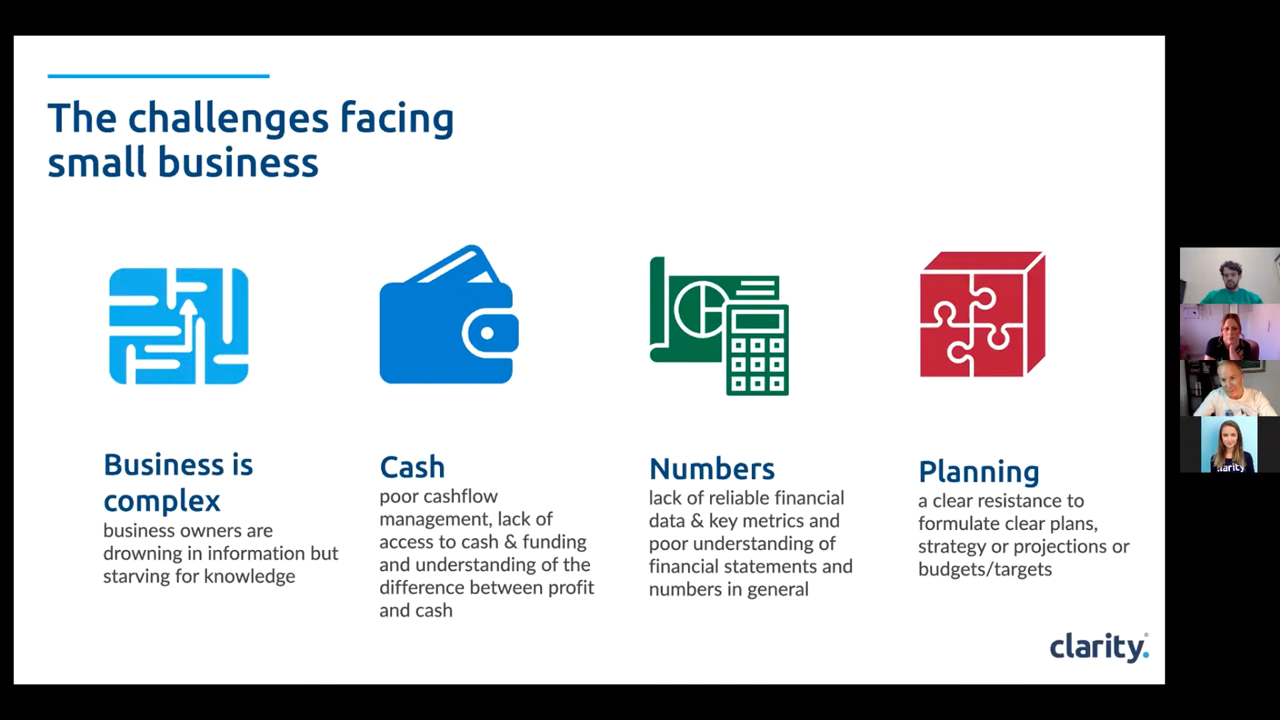 The challenges facing
small business
Business is
complex
business owners are
drowning in information but
starving for knowledge
Cash
poor cashflow
management, lack of
access to cash & funding
and understanding of the
difference between profit
and cash
Numbers
lack of reliable financial
data & key metrics and
poor understanding of
financial statements and
numbers in general
Planning
a clear resistance to
formulate clear plans,
strategy or projections or
budgets/targets
clarity.
clarity